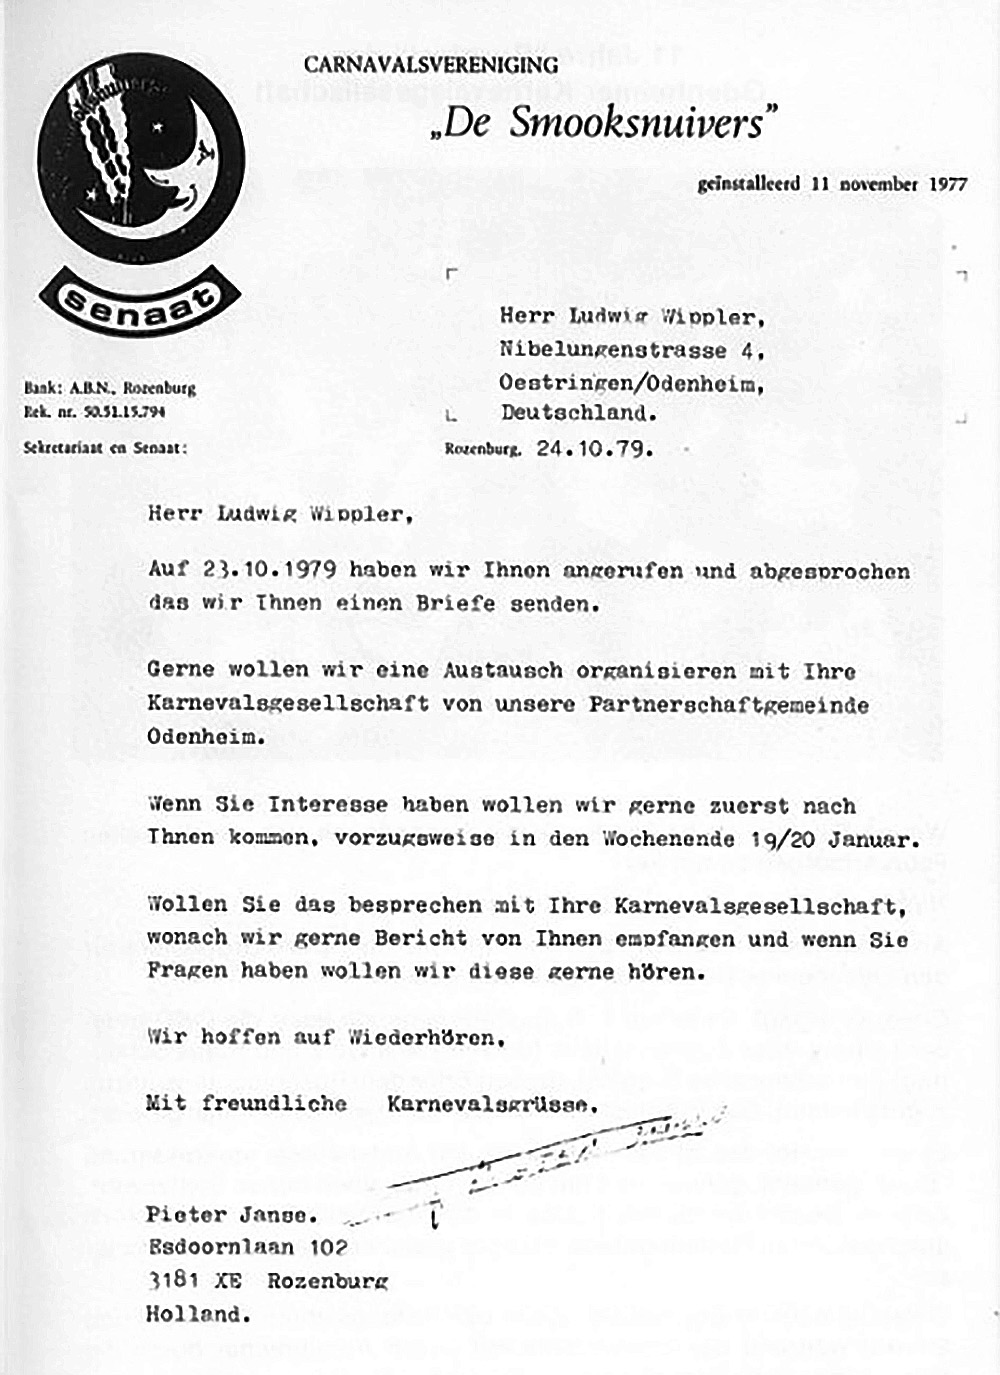 CARNAVALSVERENIGING
„De Smooksnuivers”
geïnstalleerd 11 november 1977
senaat
Herr Ludwig Wippler,
Nibelungenstrasse 4,
Oestringen/Odenheim,
Deutschland.
Bank: A.B.N., Rozenburg
Rek. nr. 50.51.15.794
Sekretariaat en Senaat:
Rozenburg, 24.10.79.
Herr Ludwig Wippler,
Auf 23.10.1979 haben wir Ihnen angerufen und abgesprochen
das wir Ihnen einen Briefe senden.
Gerne wollen wir eine Austausch organisieren mit Ihre
Karnevalsgesellschaft von unsere Partnerschaftgemeinde
Odenheim.
Wenn Sie Interesse haben wollen wir gerne zuerst nach
Ihnen kommen, vorzugsweise in den Wochenende 19/20 Januar.
Wollen Sie das besprechen mit Ihre Karnevalsgesellschaft,
wonach wir gerne Bericht von Ihnen empfangen und wenn Sie
Fragen haben wollen wir diese gerne hören.
Wir hoffen auf Wiederhören,
Mit freundliche Karnevalsgrüsse,
Pieter Janse.
Esdoornlaan 102
3181 XE Rozenburg
Holland.